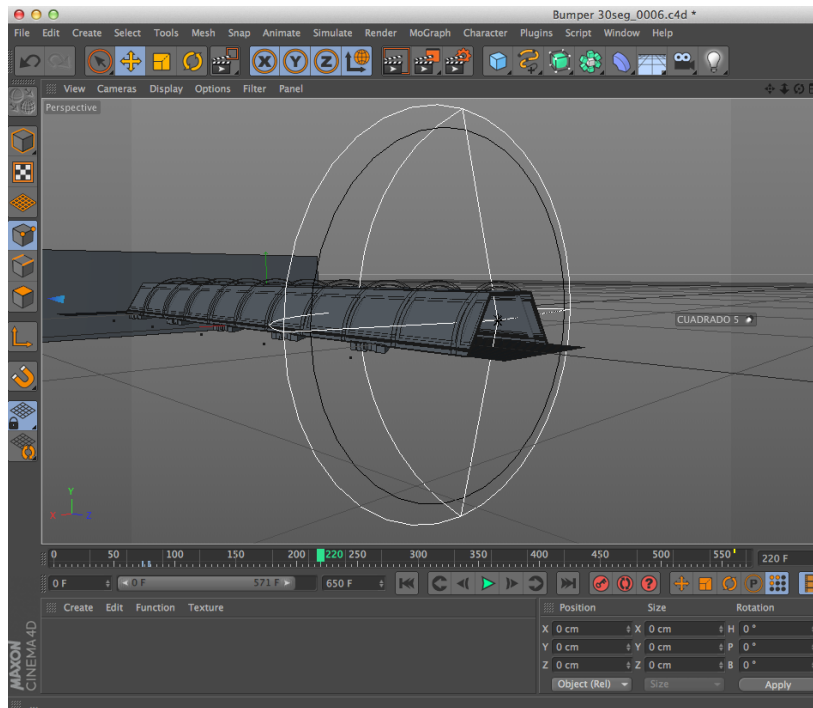 Bumper 30seg_0006.c4d *
File Edit Create Select Tools Mesh Snap Animate Simulate Render MoGraph Character Plugins Script Window Help
X Y Z
View Cameras Display Options Filter Panel
Perspective
CUADRADO 5
Y
X Z
0 50 100 150 200 220 250 300 350 400 450 500 550 220 F
0 F 0 F 571 F 650 F P
Create Edit Function Texture
Position Size Rotation
X 0 cm X 0 cm H 0 °
Y 0 cm Y 0 cm P 0 °
Z 0 cm Z 0 cm B 0 °
Object (Rel) Size Apply
MAXON
CINEMA 4D